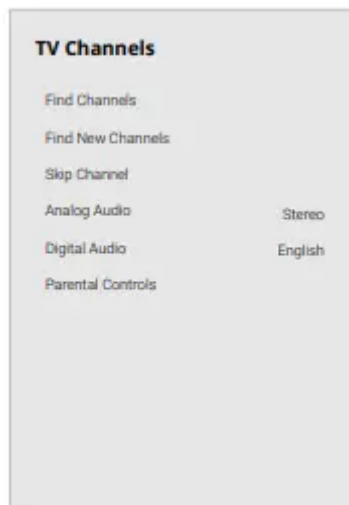 TV Channels
Find Channels
Find New Channels
Skip Channel
Analog Audio Stereo
Digital Audio English
Parental Controls